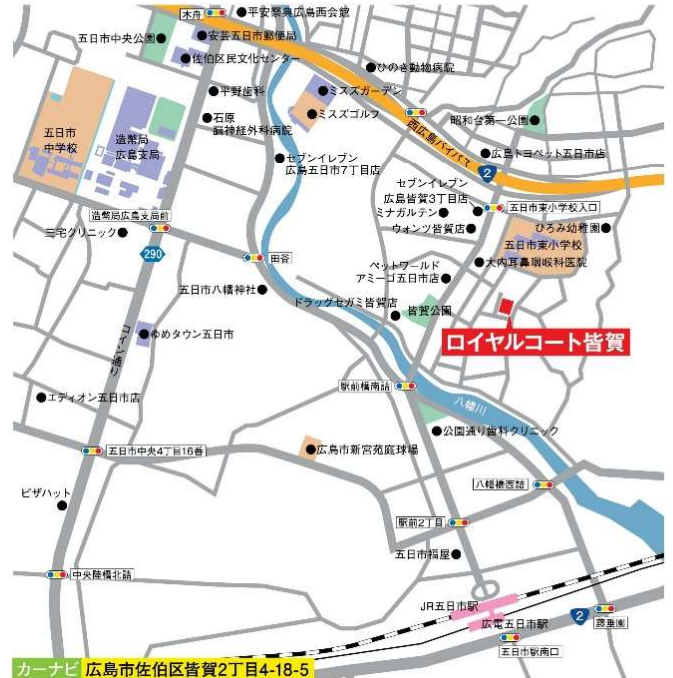 木舟
平安祭典広島西会館
五日市中央公園
安芸五日市郵便局
佐伯区民文化センター
ひのき動物病院
平野歯科
ミスズガーデン
石原
脳神経外科病院
ミスズゴルフ
昭和台第一公園
五日市
中学校
造幣局
広島支局
西広島バイパス
2
広島トヨペット五日市店
セブンイレブン
広島五日市7丁目店
セブンイレブン
広島皆賀3丁目店
ミナガルテン
五日市東小学校入口
造幣局広島支局前
三宅クリニック
ウォンツ皆賀店
ひろみ幼稚園
五日市東小学校
290
田谷
大内耳鼻咽喉科医院
ペットワールド
アミーゴ五日市店
五日市八幡神社
ドラッグセガミ皆賀店
皆賀公園
コイン通り
ゆめタウン五日市
ロイヤルコート皆賀
駅前橋南詰
八幡川
エディオン五日市店
公園通り歯科クリニック
五日市中央4丁目16番
広島市新宮苑庭球場
ピザハット
八幡橋西詰
駅前2丁目
五日市福屋
中央陸橋北詰
JR五日市駅
広電五日市駅
2
藤垂園
五日市駅南口
カーナビ 広島市佐伯区皆賀2丁目4-18-5